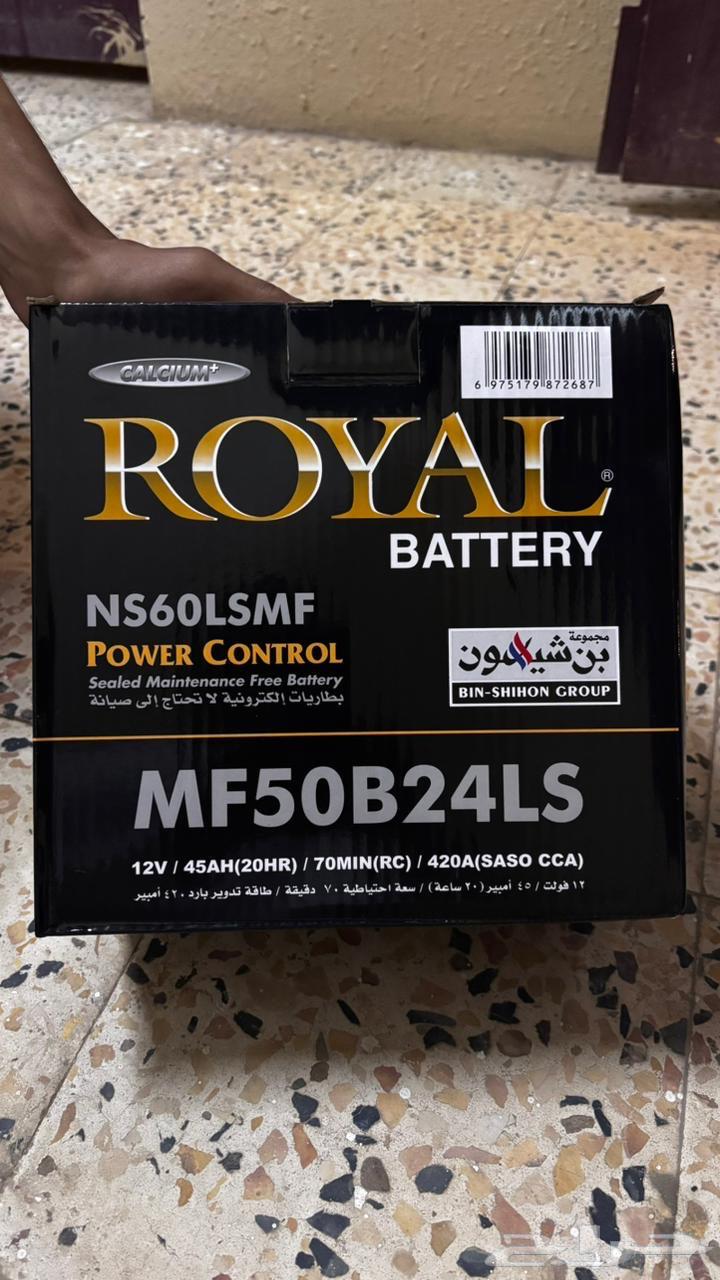 CALCIUM+
6 975179 872687
ROYAL®
BATTERY
NS60LSMF
POWER CONTROL
Sealed Maintenance Free Battery
بطاريات إلكترونية لا تحتاج إلى صيانة
مجموعة
بن شيهون
BIN-SHIHON GROUP
MF50B24LS
12V / 45AH(20HR) / 70MIN(RC) / 420A(SASO CCA)
١٢ فولت / ٤٥ أمبير (٢٠ ساعة) / سعة احتياطية ٧٠ دقيقة / طاقة تدوير بارد ٤٢٠ أمبير
حراج